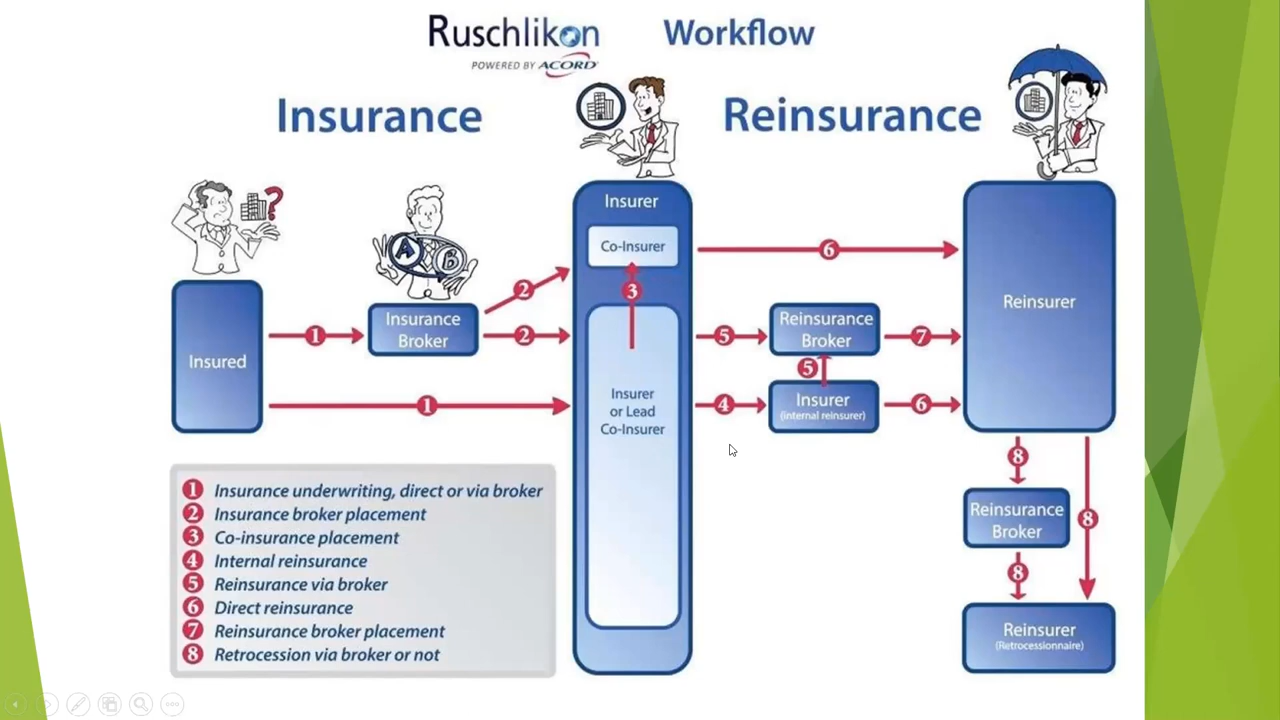 Ruschlikon
POWERED BY ACORD
Workflow
Insurance
Reinsurance
?
A
B
Insured
Insurance
Broker
Insurer
Co-Insurer
Insurer
or Lead
Co-Insurer
Reinsurance
Broker
Insurer
(internal reinsurer)
Reinsurer
Reinsurance
Broker
Reinsurer
(Retrocessionnaire)
1
1
2
2
3
4
5
5
6
6
7
8
8
8
1 Insurance underwriting, direct or via broker
2 Insurance broker placement
3 Co-insurance placement
4 Internal reinsurance
5 Reinsurance via broker
6 Direct reinsurance
7 Reinsurance broker placement
8 Retrocession via broker or not